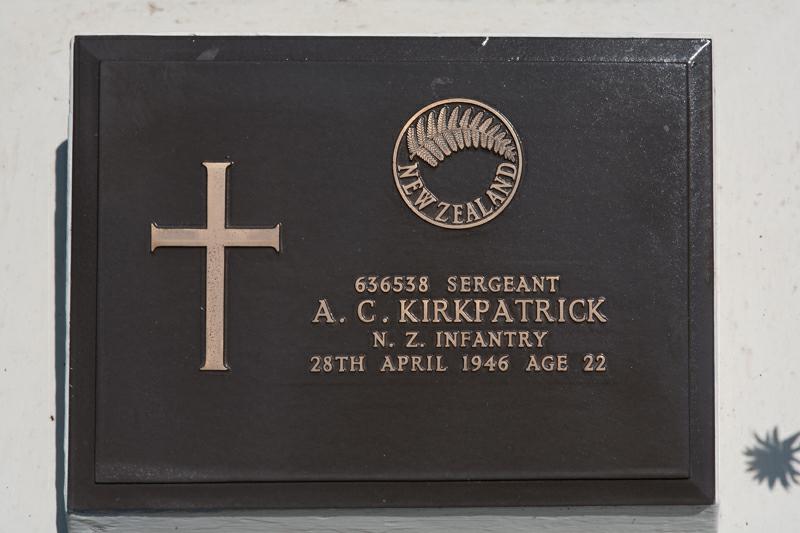 NEW ZEALAND
636538 SERGEANT
A. C. KIRKPATRICK
N. Z. INFANTRY
28TH APRIL 1946 AGE 22